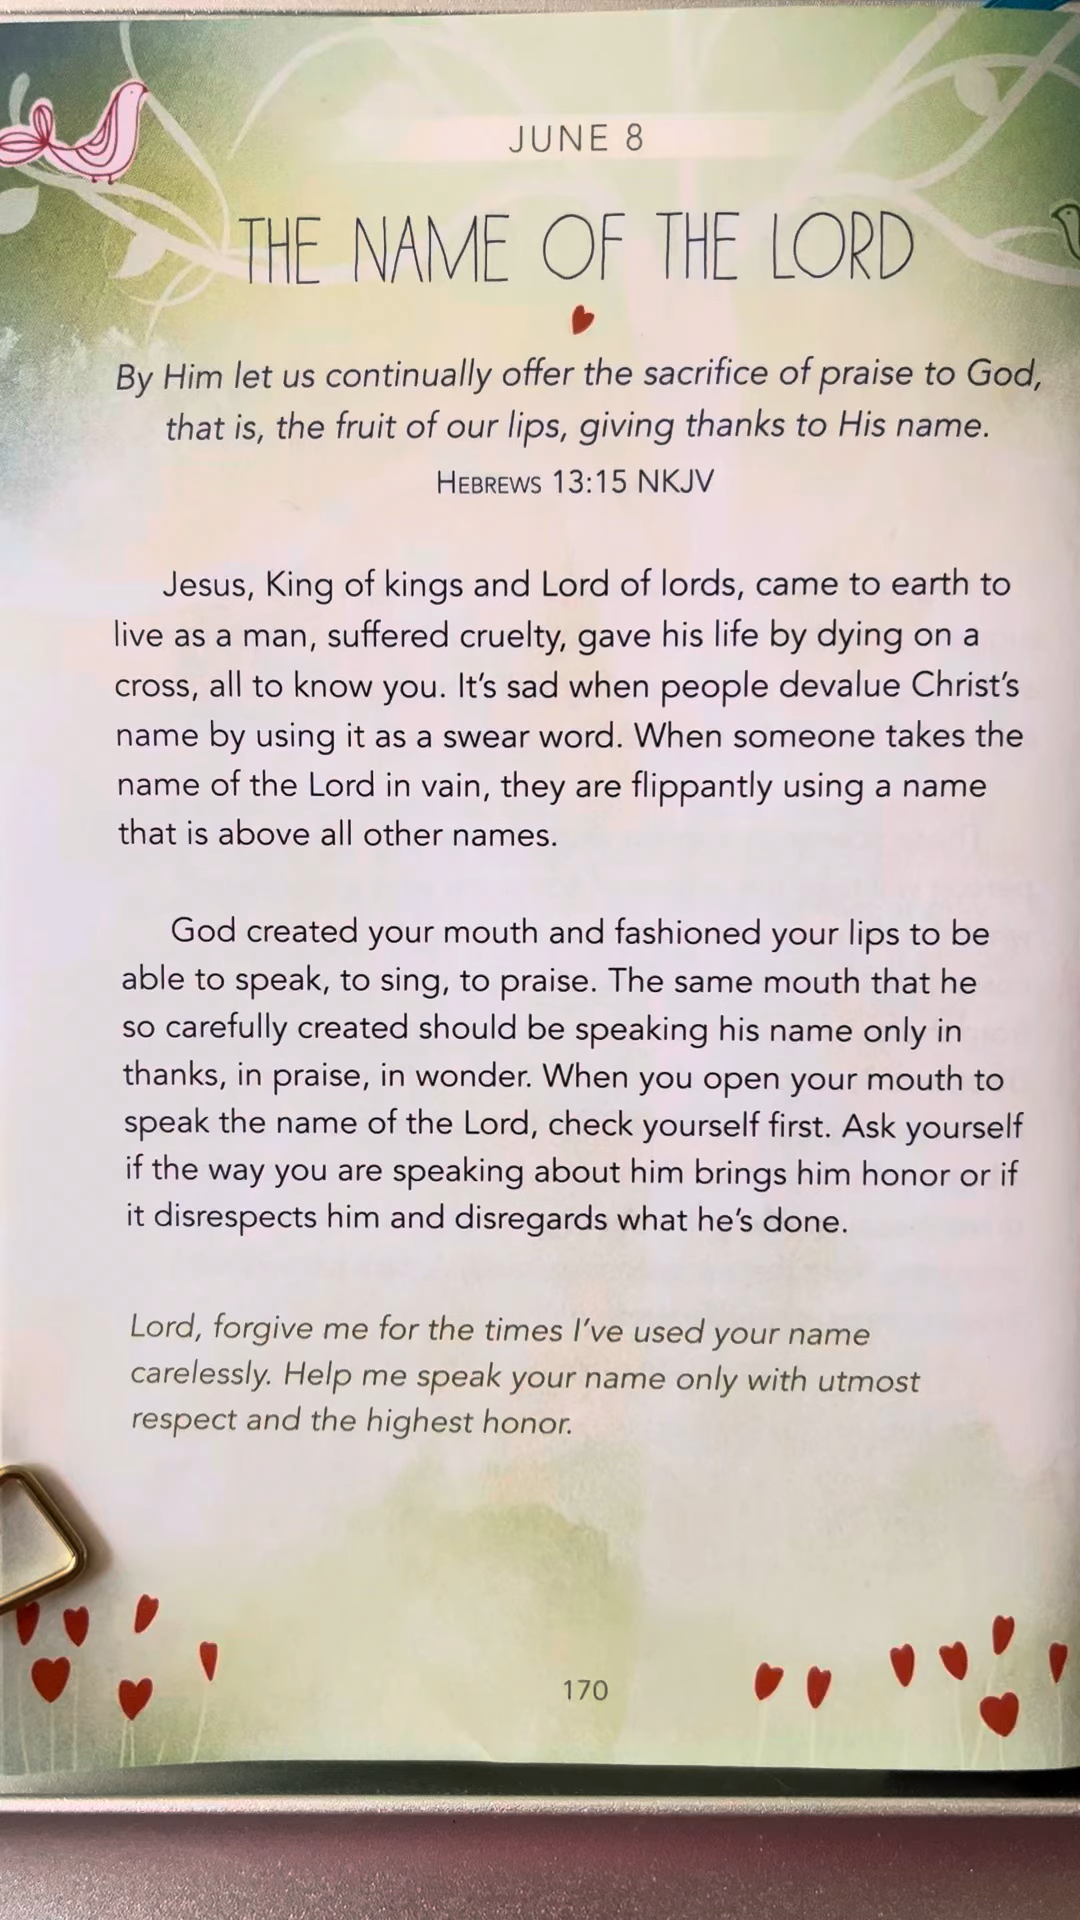 JUNE 8
THE NAME OF THE LORD
By Him let us continually offer the sacrifice of praise to God,
that is, the fruit of our lips, giving thanks to His name.
HEBREWS 13:15 NKJV
Jesus, King of kings and Lord of lords, came to earth to
live as a man, suffered cruelty, gave his life by dying on a
cross, all to know you. It's sad when people devalue Christ's
name by using it as a swear word. When someone takes the
name of the Lord in vain, they are flippantly using a name
that is above all other names.
God created your mouth and fashioned your lips to be
able to speak, to sing, to praise. The same mouth that he
so carefully created should be speaking his name only in
thanks, in praise, in wonder. When you open your mouth to
speak the name of the Lord, check yourself first. Ask yourself
if the way you are speaking about him brings him honor or if
it disrespects him and disregards what he's done.
Lord, forgive me for the times I've used your name
carelessly. Help me speak your name only with utmost
respect and the highest honor.
170